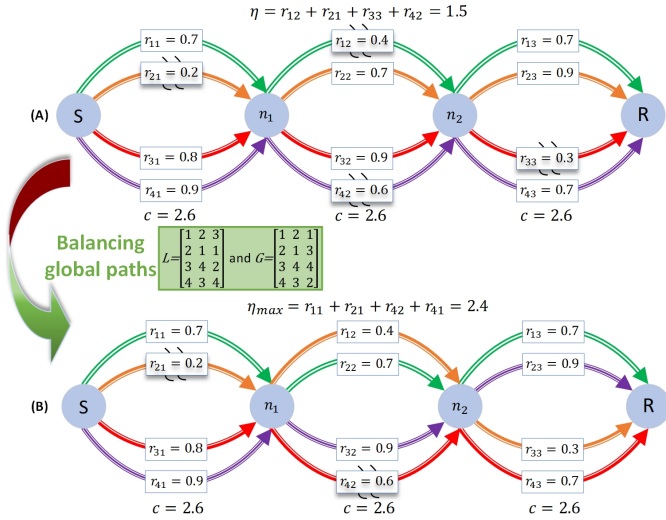 η = r₁₂ + r₂₁ + r₃₃ + r₄₂ = 1.5
r₁₁ = 0.7 r₁₂ = 0.4 r₁₃ = 0.7
r₂₁ = 0.2 r₂₂ = 0.7 r₂₃ = 0.9
(A) S n₁ n₂ R
r₃₁ = 0.8 r₃₂ = 0.9 r₃₃ = 0.3
r₄₁ = 0.9 r₄₂ = 0.6 r₄₃ = 0.7
c = 2.6 c = 2.6 c = 2.6
Balancing
global paths
L= [1 2 3; 2 1 1; 3 4 2; 4 3 4] and G= [1 2 1; 2 1 3; 3 4 4; 4 3 2]
η_max = r₁₁ + r₂₁ + r₄₂ + r₄₁ = 2.4
r₁₁ = 0.7 r₁₂ = 0.4 r₁₃ = 0.7
r₂₁ = 0.2 r₂₂ = 0.7 r₂₃ = 0.9
(B) S n₁ n₂ R
r₃₁ = 0.8 r₃₂ = 0.9 r₃₃ = 0.3
r₄₁ = 0.9 r₄₂ = 0.6 r₄₃ = 0.7
c = 2.6 c = 2.6 c = 2.6